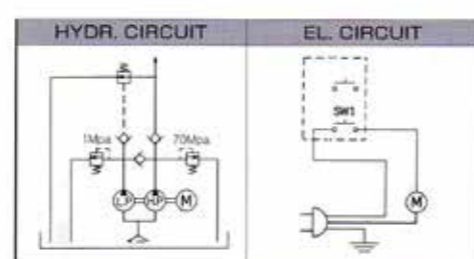 HYDR. CIRCUIT
EL. CIRCUIT
SW1
1Mpa
70Mpa
LP
HP
M
M